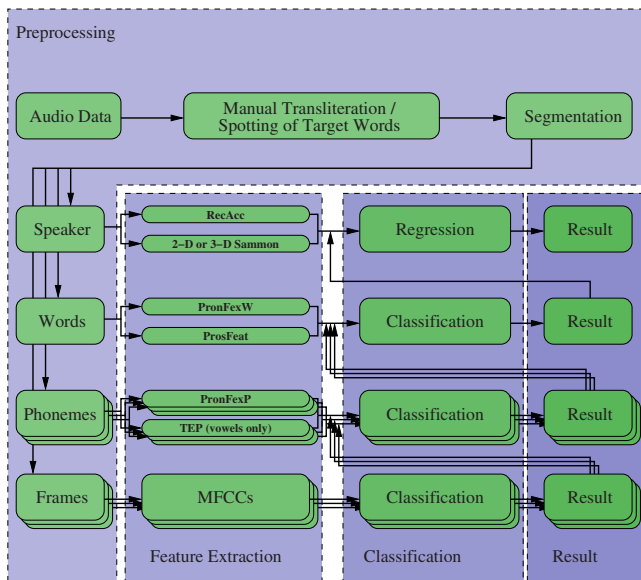 Preprocessing
Audio Data
Manual Transliteration /
Spotting of Target Words
Segmentation
Speaker
RecAcc
2−D or 3−D Sammon
Regression
Result
Words
PronFexW
ProsFeat
Classification
Result
Phonemes
PronFexP
TEP (vowels only)
Classification
Result
Frames
MFCCs
Classification
Result
Feature Extraction
Classification
Result